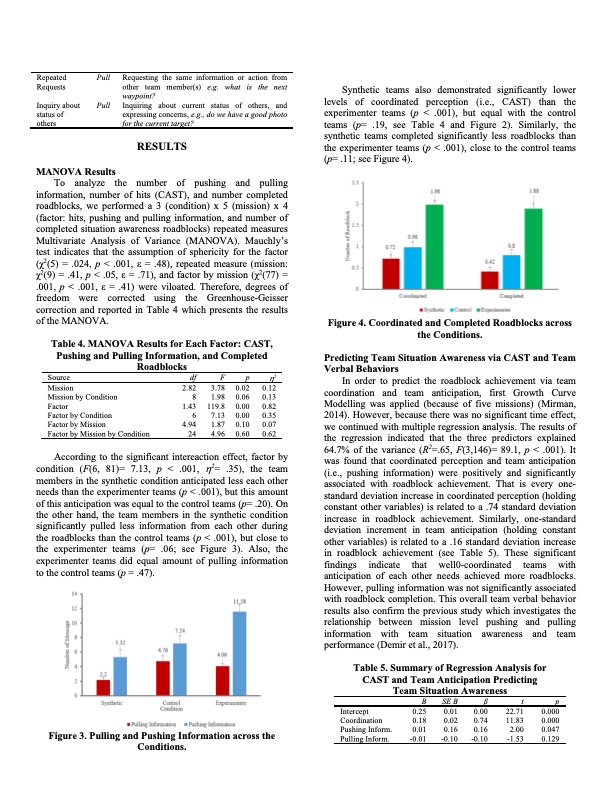 Repeated Pull Requesting the same information or action from
Requests other team member(s) e.g. what is the next
waypoint?
Inquiry about Pull Inquiring about current status of others, and
status of expressing concerns, e.g., do we have a good photo
others for the current target?
RESULTS
MANOVA Results
To analyze the number of pushing and pulling
information, number of hits (CAST), and number completed
roadblocks, we performed a 3 (condition) x 5 (mission) x 4
(factor: hits, pushing and pulling information, and number of
completed situation awareness roadblocks) repeated measures
Multivariate Analysis of Variance (MANOVA). Mauchly's
test indicates that the assumption of sphericity for the factor
(χ²(5) = .024, p < .001, ε = .48), repeated measure (mission:
χ²(9) = .41, p < .05, ε = .71), and factor by mission (χ²(77) =
.001, p < .001, ε = .41) were viloated. Therefore, degrees of
freedom were corrected using the Greenhouse-Geisser
correction and reported in Table 4 which presents the results
of the MANOVA.
Table 4. MANOVA Results for Each Factor: CAST,
Pushing and Pulling Information, and Completed
Roadblocks
Source df F p η²
Mission 2.82 3.78 0.02 0.12
Mission by Condition 8 1.98 0.06 0.13
Factor 1.43 119.8 0.00 0.82
Factor by Condition 6 7.13 0.00 0.35
Factor by Mission 4.94 1.87 0.10 0.07
Factor by Mission by Condition 24 4.96 0.60 0.62
According to the significant intereaction effect, factor by
condition (F(6, 81)= 7.13, p < .001, η²= .35), the team
members in the synthetic condition anticipated less each other
needs than the experimenter teams (p < .001), but this amount
of this anticipation was equal to the control teams (p= .20). On
the other hand, the team members in the synthetic condition
significantly pulled less information from each other during
the roadblocks than the control teams (p < .001), but close to
the experimenter teams (p= .06; see Figure 3). Also, the
experimenter teams did equal amount of pulling information
to the control teams (p = .47).
14
12
10
8
6
4
2
0
Number of Message
2.2
5.32
4.76
7.24
4.06
11.58
Synthetic Control Experimenter
Condition
Pulling Information Pushing Information
Figure 3. Pulling and Pushing Information across the
Conditions.
Synthetic teams also demonstrated significantly lower
levels of coordinated perception (i.e., CAST) than the
experimenter teams (p < .001), but equal with the control
teams (p= .19, see Table 4 and Figure 2). Similarly, the
synthetic teams completed significantly less roadblocks than
the experimenter teams (p < .001), close to the control teams
(p= .11; see Figure 4).
2.5
2
1.5
1
0.5
0
Number of Roadblock
0.72
0.98
1.98
0.42
0.8
1.88
Coordinated Completed
Synthetic Control Experimenter
Figure 4. Coordinated and Completed Roadblocks across
the Conditions.
Predicting Team Situation Awareness via CAST and Team
Verbal Behaviors
In order to predict the roadblock achievement via team
coordination and team anticipation, first Growth Curve
Modelling was applied (because of five missions) (Mirman,
2014). However, because there was no significant time effect,
we continued with multiple regression analysis. The results of
the regression indicated that the three predictors explained
64.7% of the variance (R²=.65, F(3,146)= 89.1, p < .001). It
was found that coordinated perception and team anticipation
(i.e., pushing information) were positively and significantly
associated with roadblock achievement. That is every one-
standard deviation increase in coordinated perception (holding
constant other variables) is related to a .74 standard deviation
increase in roadblock achievement. Similarly, one-standard
deviation increment in team anticipation (holding constant
other variables) is related to a .16 standard deviation increase
in roadblock achievement (see Table 5). These significant
findings indicate that well0-coordinated teams with
anticipation of each other needs achieved more roadblocks.
However, pulling information was not significantly associated
with roadblock completion. This overall team verbal behavior
results also confirm the previous study which investigates the
relationship between mission level pushing and pulling
information with team situation awareness and team
performance (Demir et al., 2017).
Table 5. Summary of Regression Analysis for
CAST and Team Anticipation Predicting
Team Situation Awareness
B SE B β t p
Intercept 0.25 0.01 0.00 22.71 0.000
Coordination 0.18 0.02 0.74 11.83 0.000
Pushing Inform. 0.01 0.16 0.16 2.00 0.047
Pulling Inform. -0.01 -0.10 -0.10 -1.53 0.129